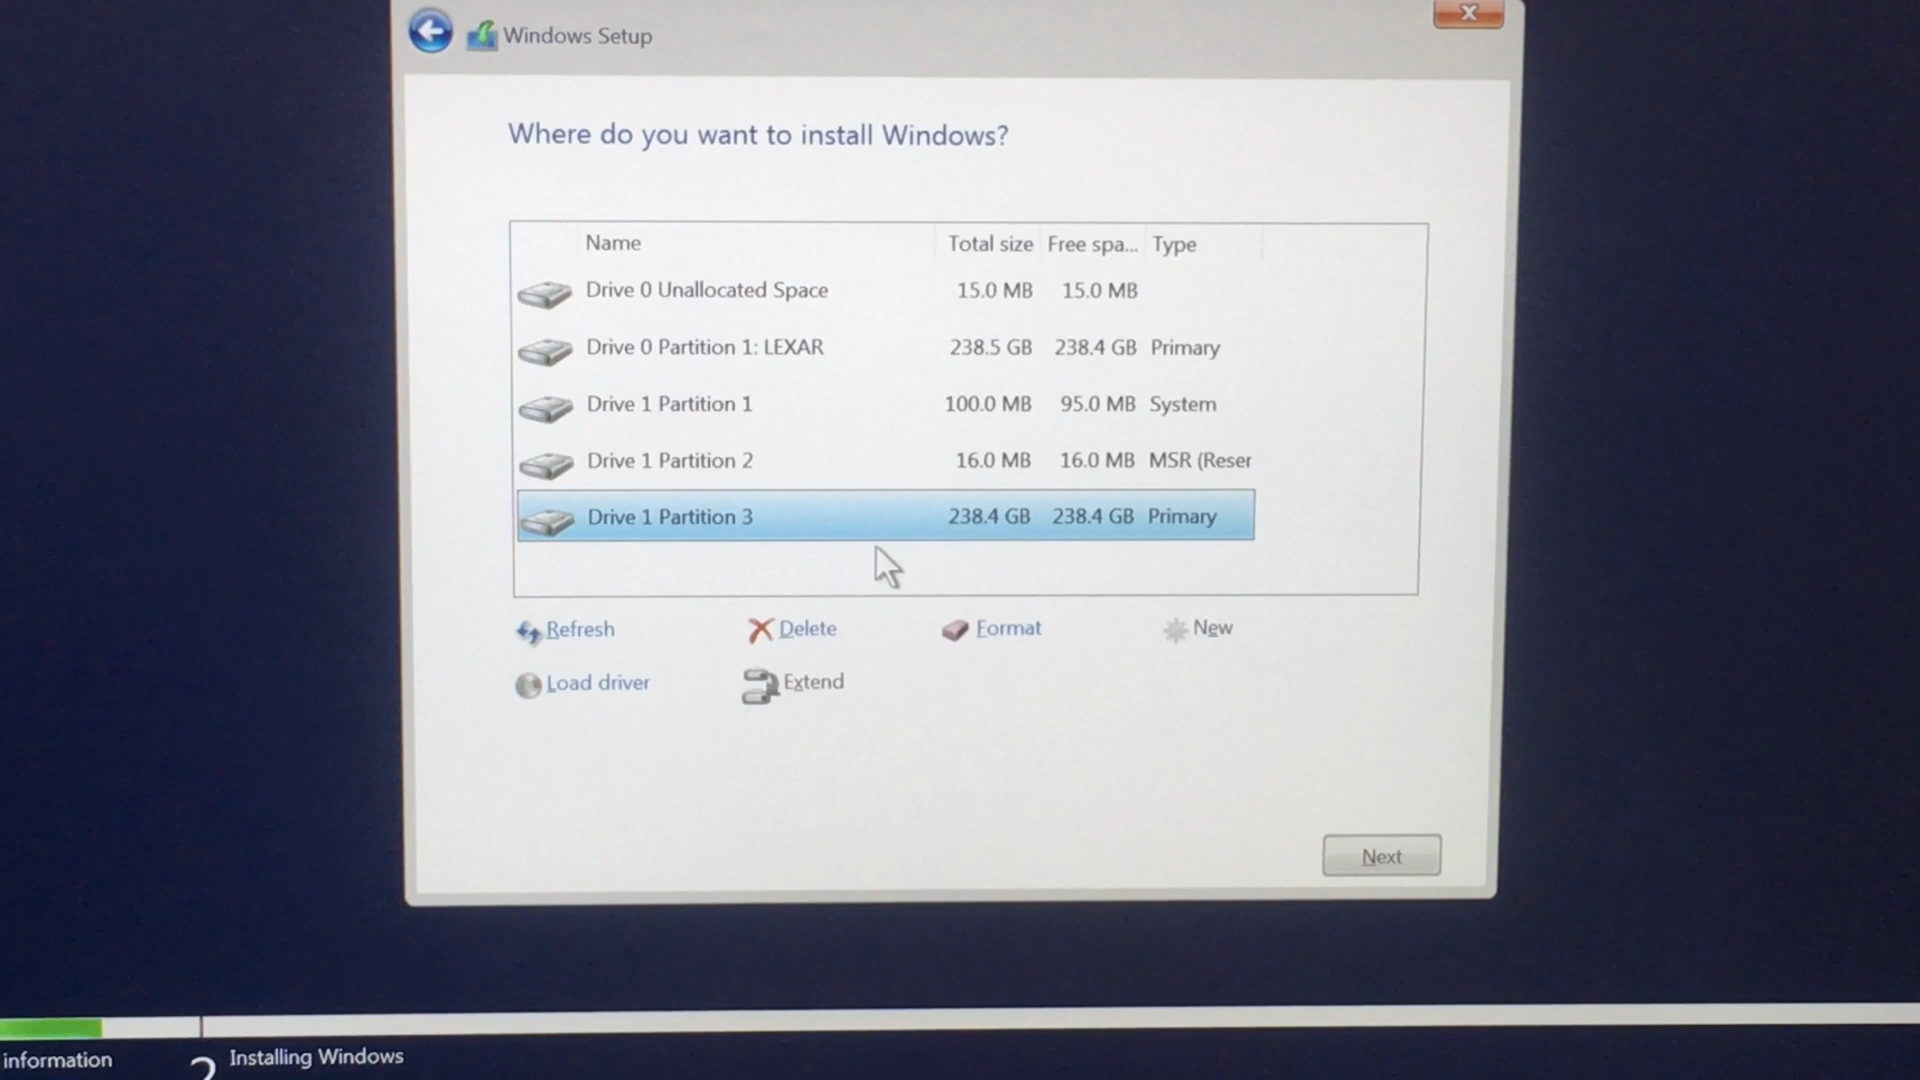 Windows Setup
Where do you want to install Windows?
Name Total size Free spa... Type
Drive 0 Unallocated Space 15.0 MB 15.0 MB
Drive 0 Partition 1: LEXAR 238.5 GB 238.4 GB Primary
Drive 1 Partition 1 100.0 MB 95.0 MB System
Drive 1 Partition 2 16.0 MB 16.0 MB MSR (Reser
Drive 1 Partition 3 238.4 GB 238.4 GB Primary
Refresh Delete Format New
Load driver Extend
Next
information 2 Installing Windows